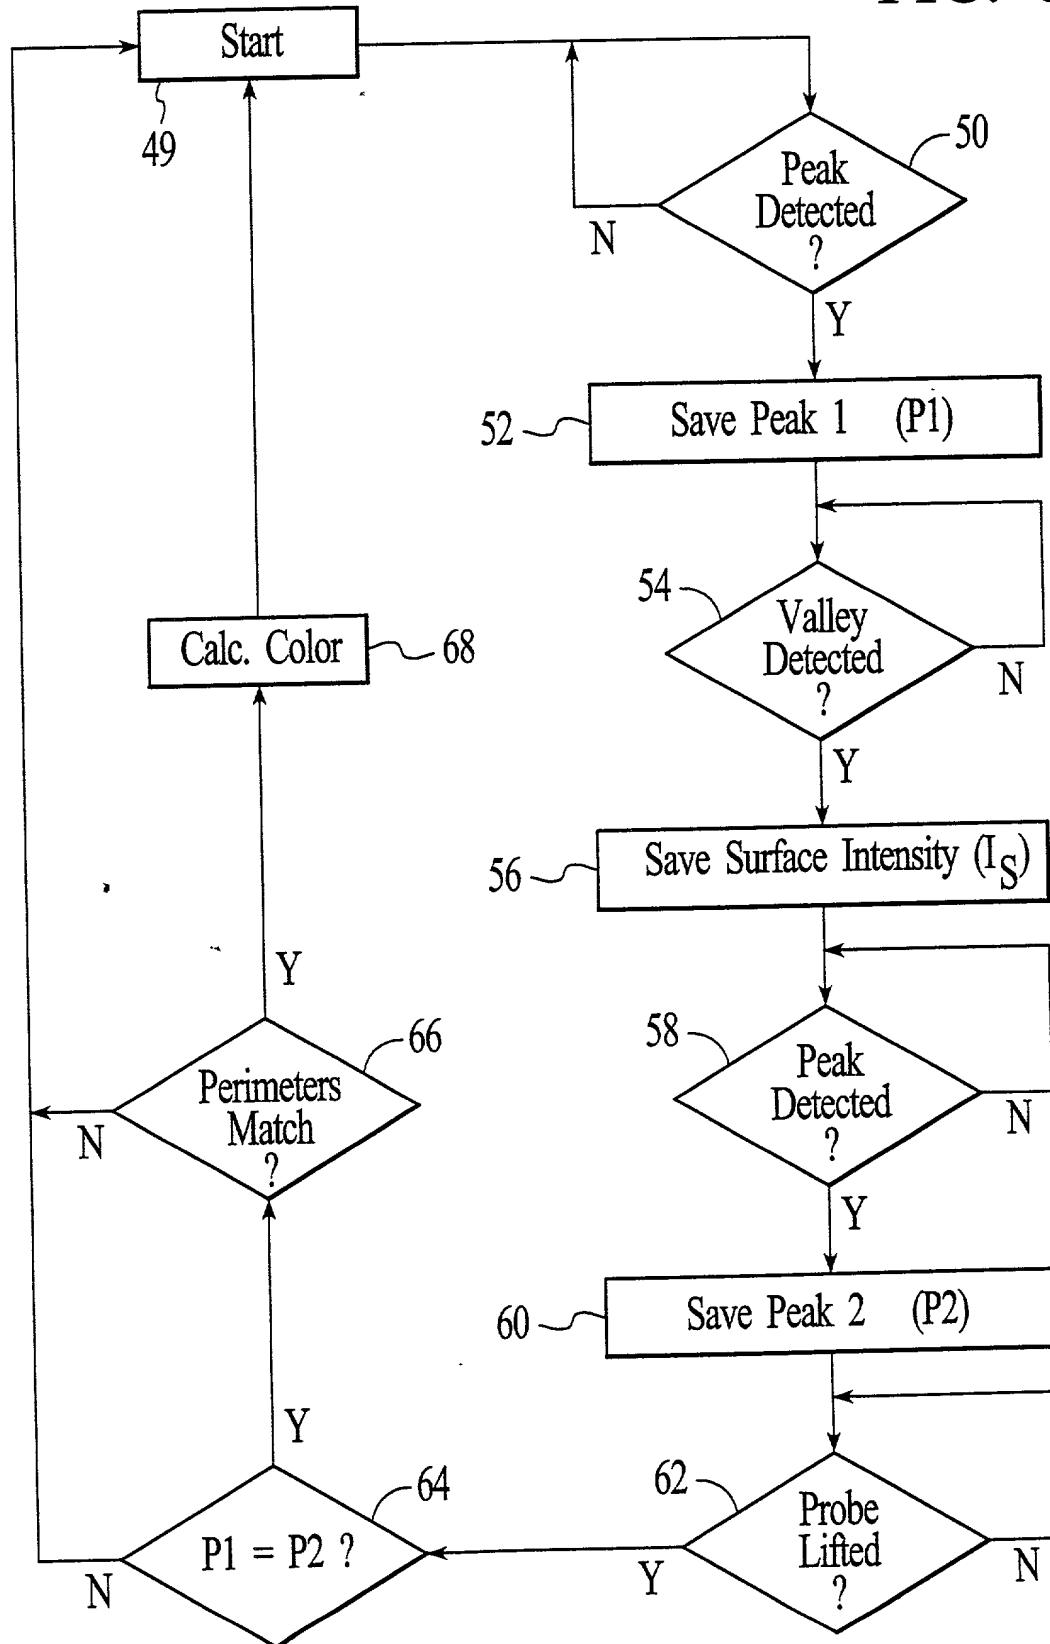 FIG.
Start
49
Peak
Detected
?
50
N
Y
Save Peak 1 (P1)
52
54
Valley
Detected
?
N
Y
Save Surface Intensity (IS)
56
58
Peak
Detected
?
N
Y
Save Peak 2 (P2)
60
62
Probe
Lifted
?
N
Y
64
P1 = P2 ?
N
Y
66
Perimeters
Match
?
N
Y
Calc. Color
68